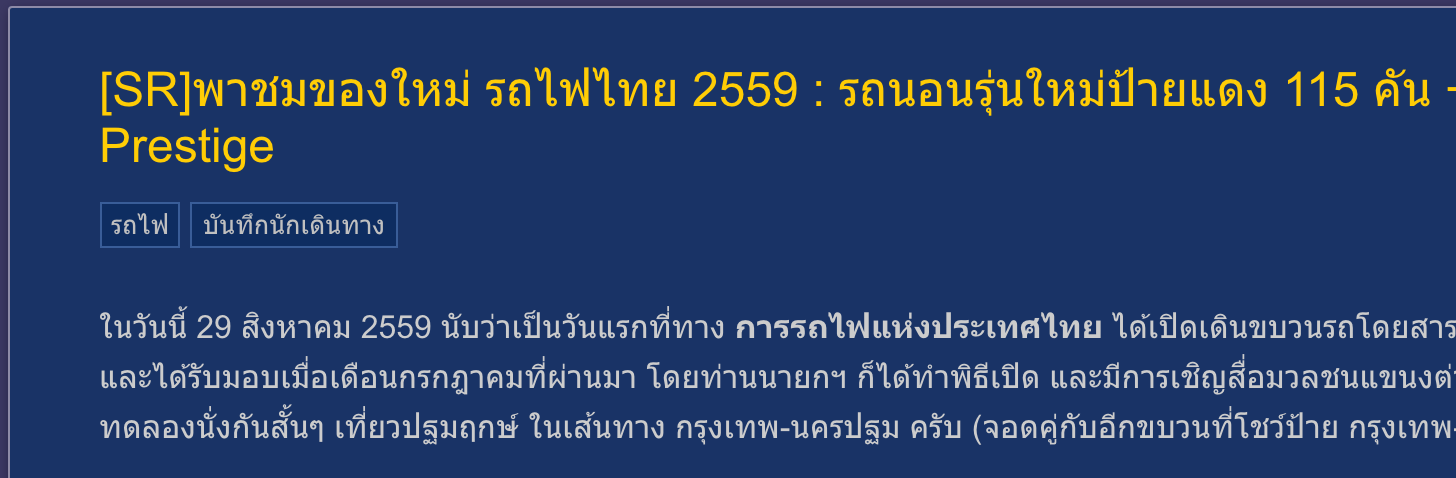 [SR]พาชมของใหม่ รถไฟไทย 2559 : รถนอนรุ่นใหม่ป้ายแดง 115 คัน -
Prestige
รถไฟ บันทึกนักเดินทาง
ในวันนี้ 29 สิงหาคม 2559 นับว่าเป็นวันแรกที่ทาง การรถไฟแห่งประเทศไทย ได้เปิดเดินขบวนรถโดยสาร
และได้รับมอบเมื่อเดือนกรกฎาคมที่ผ่านมา โดยท่านนายกฯ ก็ได้ทำพิธีเปิด และมีการเชิญสื่อมวลชนแขนงต่
ทดลองนั่งกันสั้นๆ เที่ยวปฐมฤกษ์ ในเส้นทาง กรุงเทพ-นครปฐม ครับ (จอดคู่กับอีกขบวนที่โชว์ป้าย กรุงเทพ-